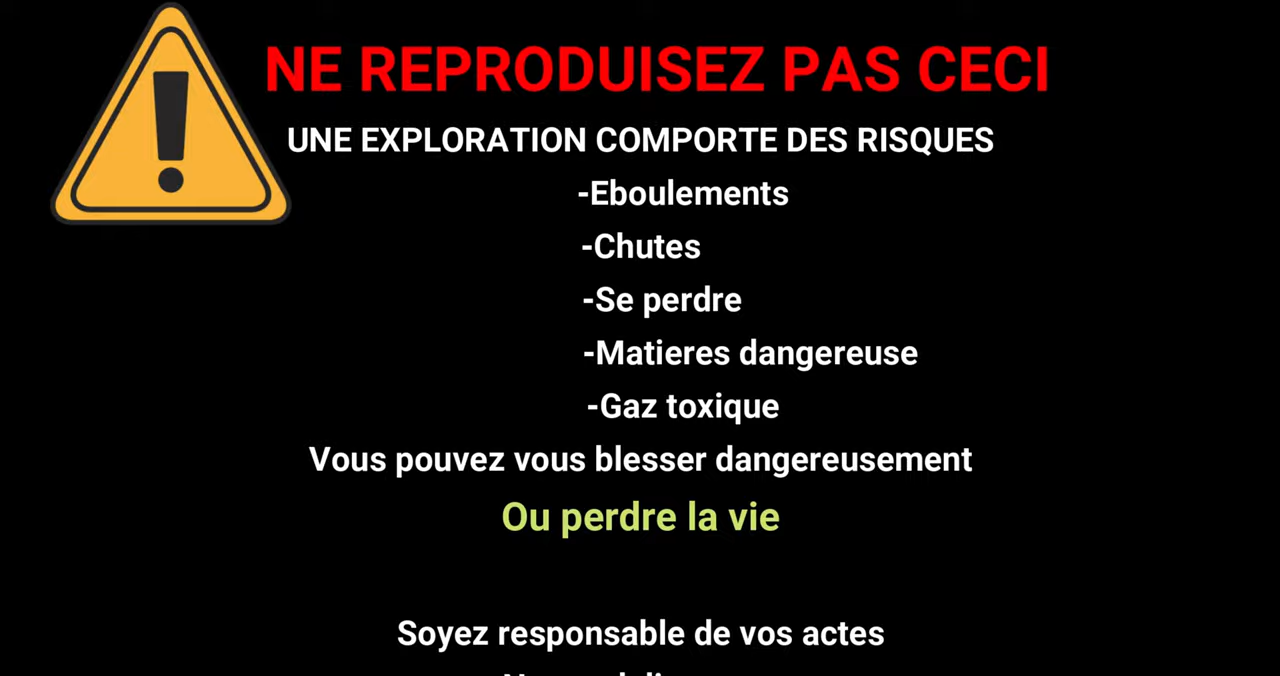 NE REPRODUISEZ PAS CECI
UNE EXPLORATION COMPORTE DES RISQUES
-Eboulements
-Chutes
-Se perdre
-Matieres dangereuse
-Gaz toxique
Vous pouvez vous blesser dangereusement
Ou perdre la vie
Soyez responsable de vos actes